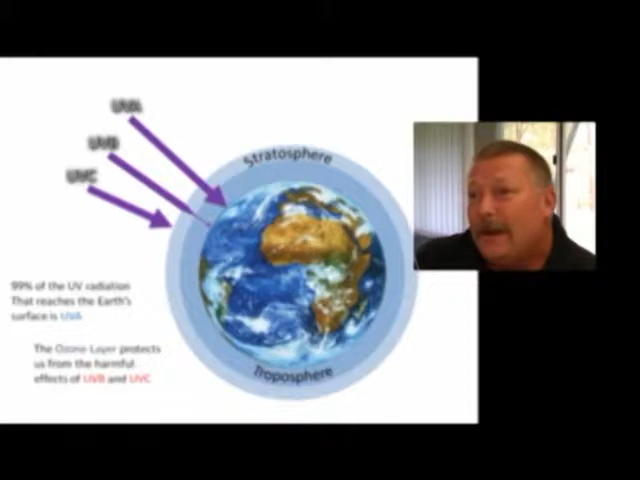 UVA
UVB
UVC
Stratosphere
99% of the UV radiation
That reaches the Earth's
surface is UVA
The Ozone Layer protects
us from the harmful
effects of UVB and UVC
Troposphere